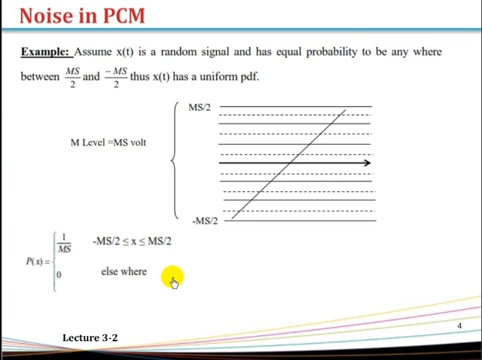 Noise in PCM
Example: Assume x(t) is a random signal and has equal probability to be any where
between MS/2 and -MS/2 thus x(t) has a uniform pdf.
MS/2
M Level =MS volt
-MS/2
P(x)= 1/MS -MS/2 ≤ x ≤ MS/2
0 else where
4
Lecture 3-2